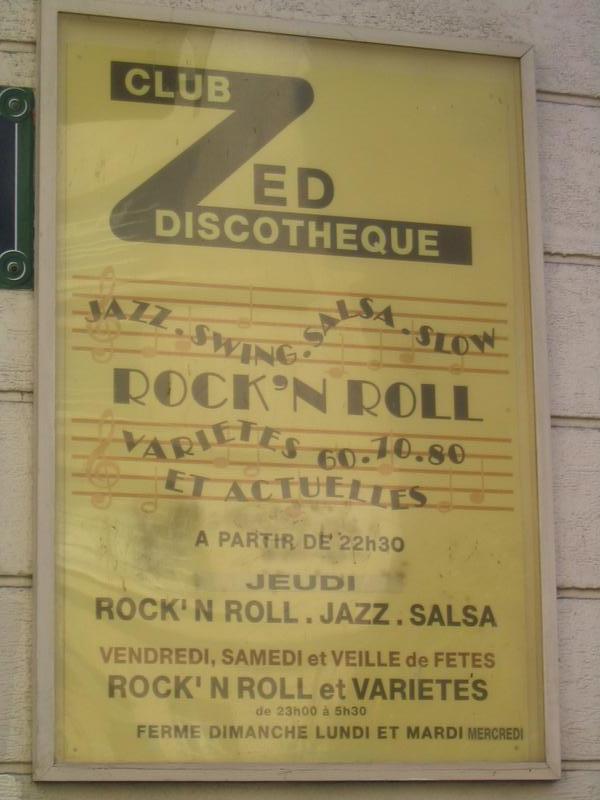 CLUB
ZED
DISCOTHEQUE
JAZZ . SWING . SALSA . SLOW
ROCK'N ROLL
VARIETES 60.70.80
ET ACTUELLES
A PARTIR DE 22h30
JEUDI
ROCK'N ROLL . JAZZ . SALSA
VENDREDI, SAMEDI et VEILLE de FETES
ROCK'N ROLL et VARIETES
de 23h00 à 5h30
FERME DIMANCHE LUNDI ET MARDI MERCREDI